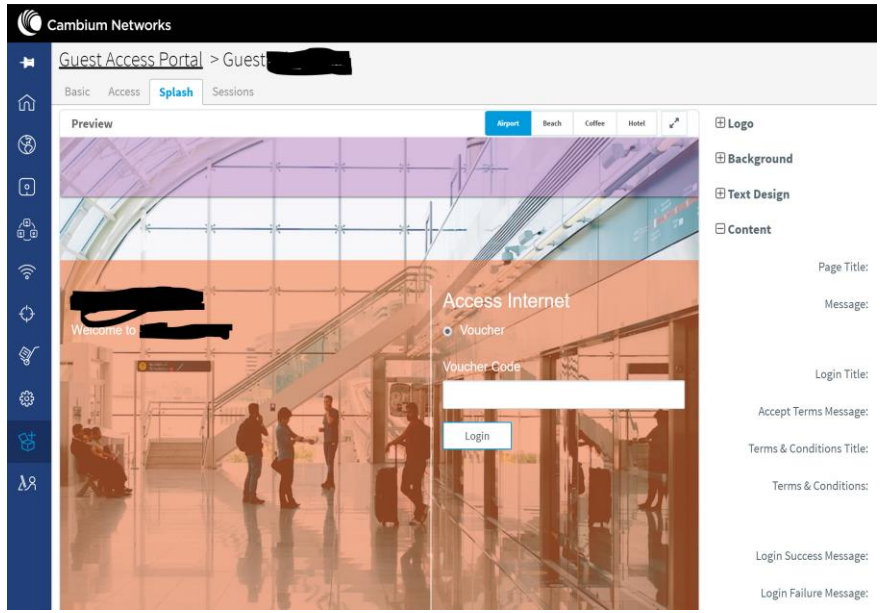 Cambium Networks
Guest Access Portal > Guest
Basic Access Splash Sessions
Preview
Airport Beach Coffee Hotel
Welcome to
Access Internet
Voucher
Voucher Code
Login
Logo
Background
Text Design
Content
Page Title:
Message:
Login Title:
Accept Terms Message:
Terms & Conditions Title:
Terms & Conditions:
Login Success Message:
Login Failure Message: